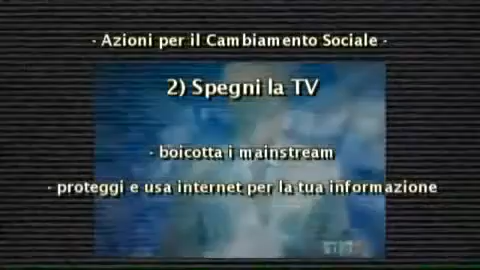 - Azioni per il Cambiamento Sociale -
2) Spegni la TV
- boicotta i mainstream
- proteggi e usa internet per la tua informazione